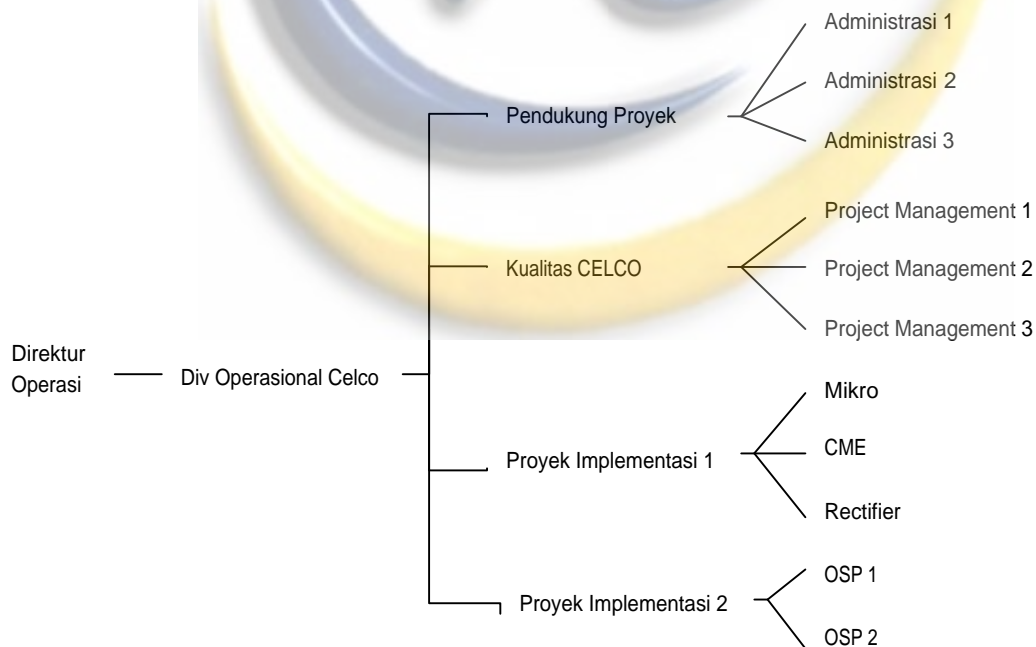 Administrasi 1
Administrasi 2
Pendukung Proyek
Administrasi 3
Project Management 1
Kualitas CELCO
Project Management 2
Project Management 3
Direktur
Operasi
Div Operasional Celco
Mikro
CME
Proyek Implementasi 1
Rectifier
OSP 1
Proyek Implementasi 2
OSP 2